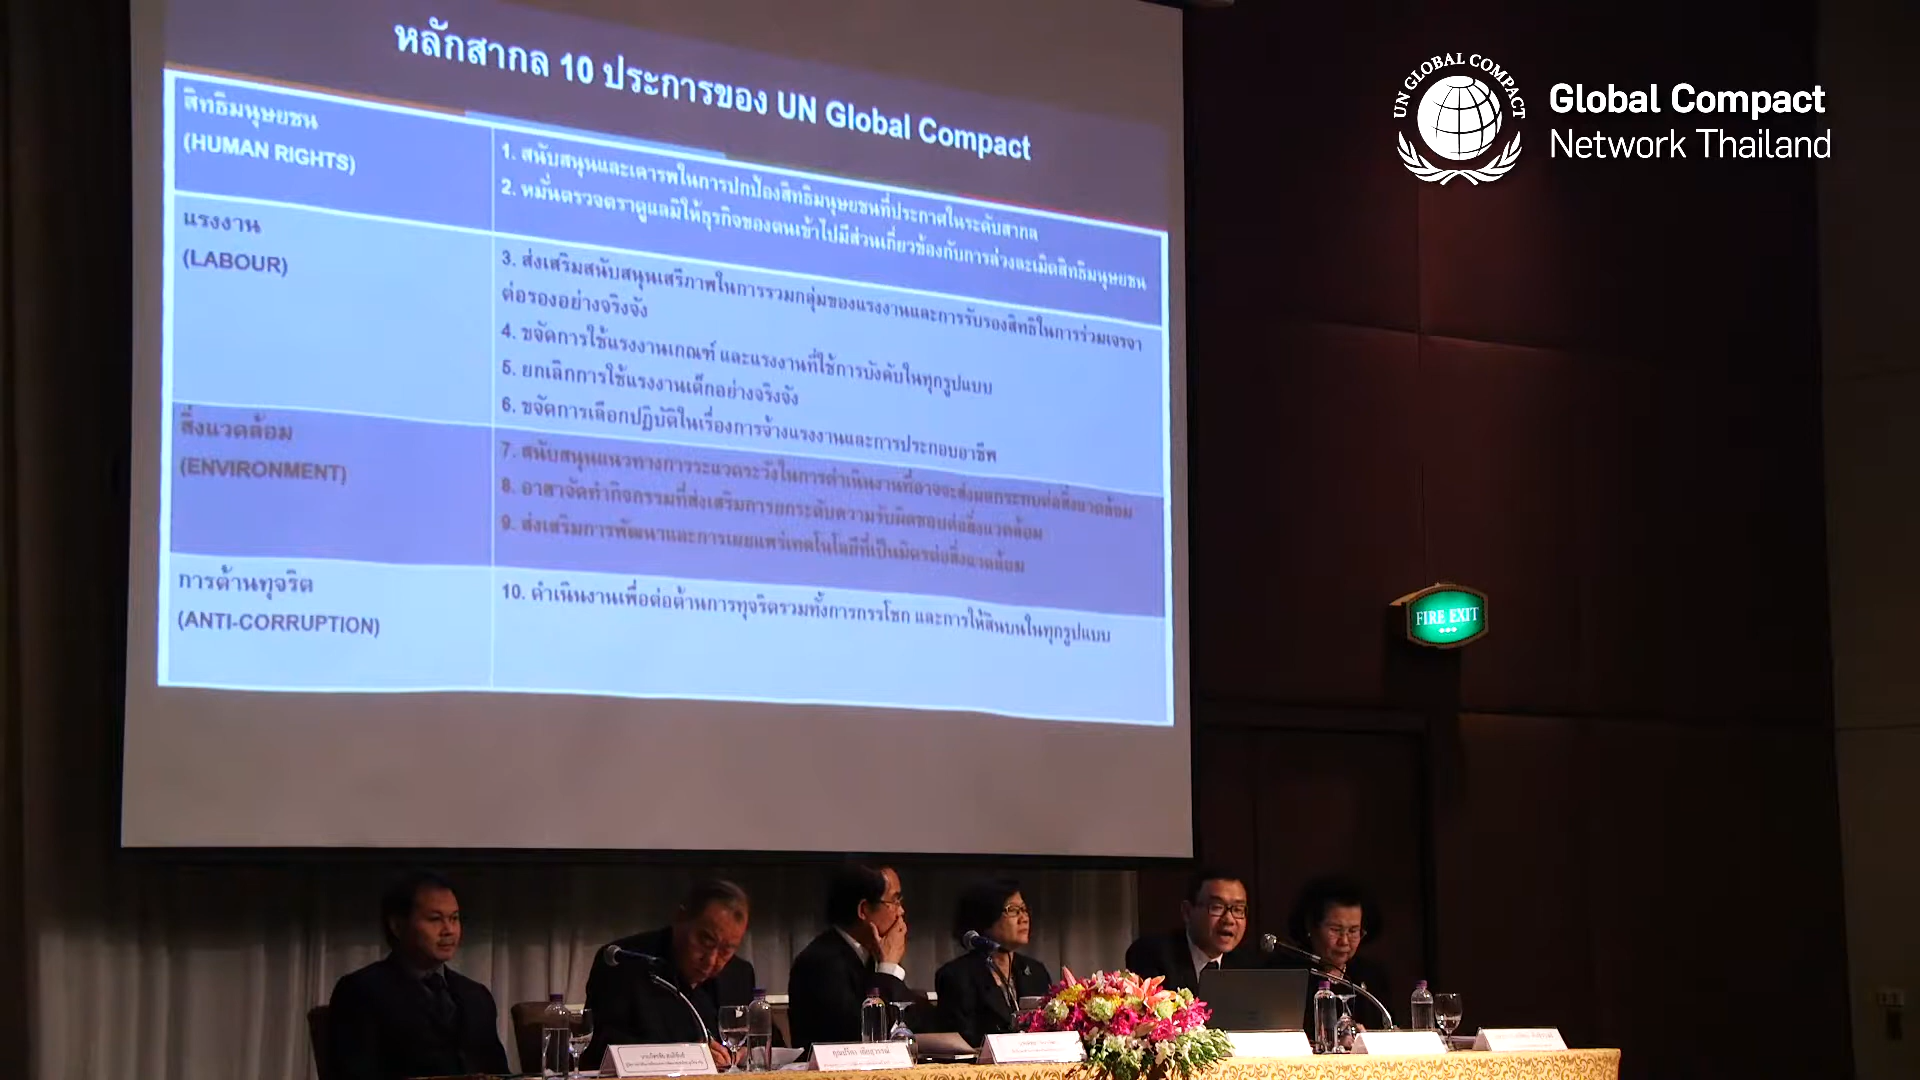 หลักสากล 10 ประการของ UN Global Compact
สิทธิมนุษยชน
(HUMAN RIGHTS)
1. สนับสนุนและเคารพในการปกป้องสิทธิมนุษยชนที่ประกาศในระดับสากล
2. หมั่นตรวจตราดูแลมิให้ธุรกิจของตนเข้าไปมีส่วนเกี่ยวข้องกับการล่วงละเมิดสิทธิมนุษยชน
แรงงาน
(LABOUR)
3. ส่งเสริมสนับสนุนเสรีภาพในการรวมกลุ่มของแรงงานและการรับรองสิทธิในการร่วมเจรจา
ต่อรองอย่างจริงจัง
4. ขจัดการใช้แรงงานเกณฑ์ และแรงงานที่ใช้การบังคับในทุกรูปแบบ
5. ยกเลิกการใช้แรงงานเด็กอย่างจริงจัง
6. ขจัดการเลือกปฏิบัติในเรื่องการจ้างแรงงานและการประกอบอาชีพ
สิ่งแวดล้อม
(ENVIRONMENT)
7. สนับสนุนแนวทางการระแวดระวังในการดำเนินงานที่อาจจะส่งผลกระทบต่อสิ่งแวดล้อม
8. อาสาจัดทำกิจกรรมที่ส่งเสริมการยกระดับความรับผิดชอบต่อสิ่งแวดล้อม
9. ส่งเสริมการพัฒนาและการเผยแพร่เทคโนโลยีที่เป็นมิตรต่อสิ่งแวดล้อม
การต้านทุจริต
(ANTI-CORRUPTION)
10. ดำเนินงานเพื่อต่อต้านการทุจริตรวมทั้งการกรรโชก และการให้สินบนในทุกรูปแบบ
UN GLOBAL COMPACT
Global Compact
Network Thailand
FIRE EXIT